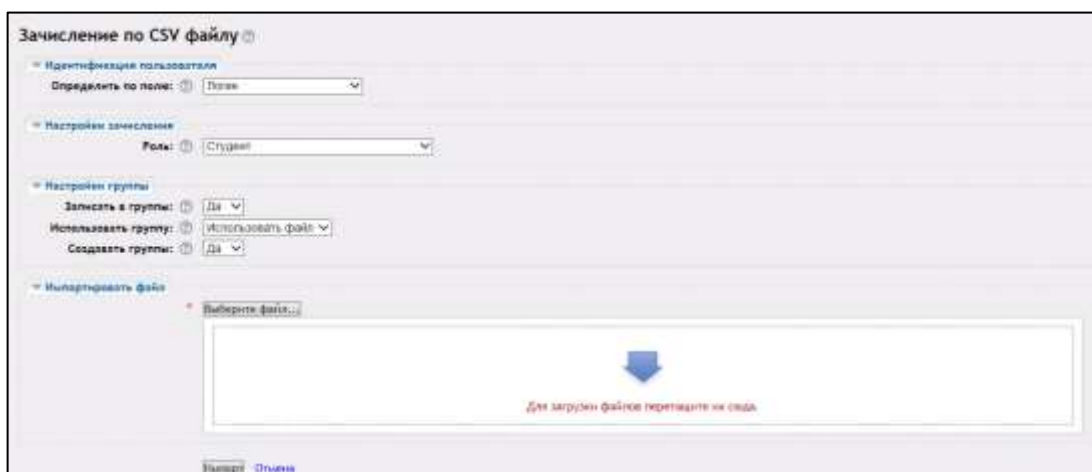 Зачисление по CSV файлу
Идентификация пользователя
Определить по полю: Логин
Настройки зачисления
Роль: Студент
Настройки группы
Записать в группы: Да
Использовать группу: Использовать файл
Создавать группы: Да
Импортировать файл
* Выберите файл...
Для загрузки файлов перетащите их сюда.
Импорт Отмена